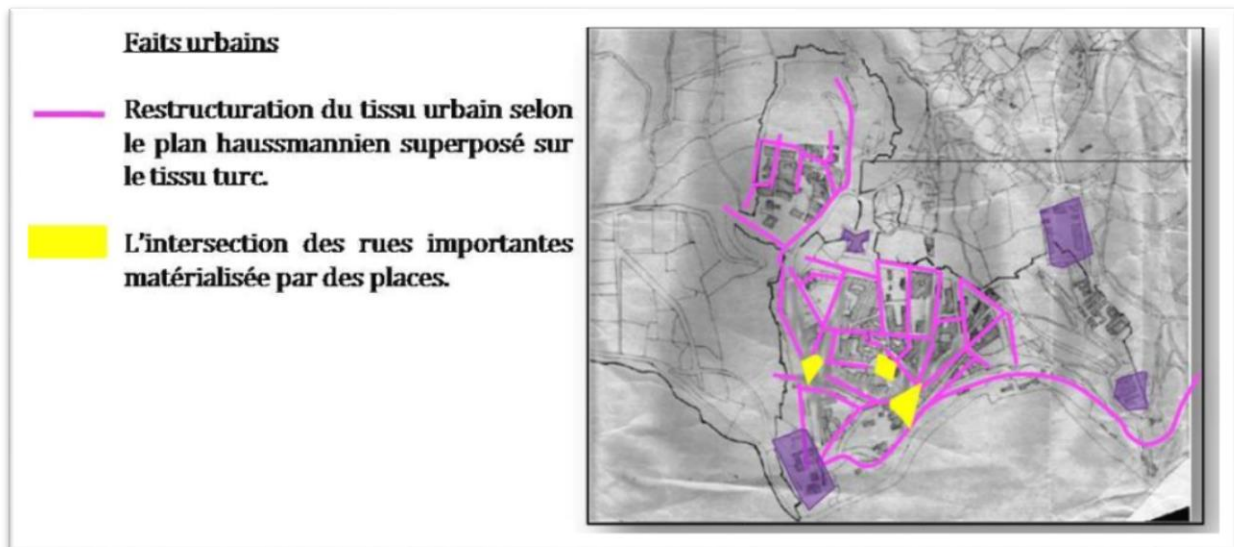 Faits urbains
Restructuration du tissu urbain selon
le plan haussmannien superposé sur
le tissu turc.
L'intersection des rues importantes
matérialisée par des places.